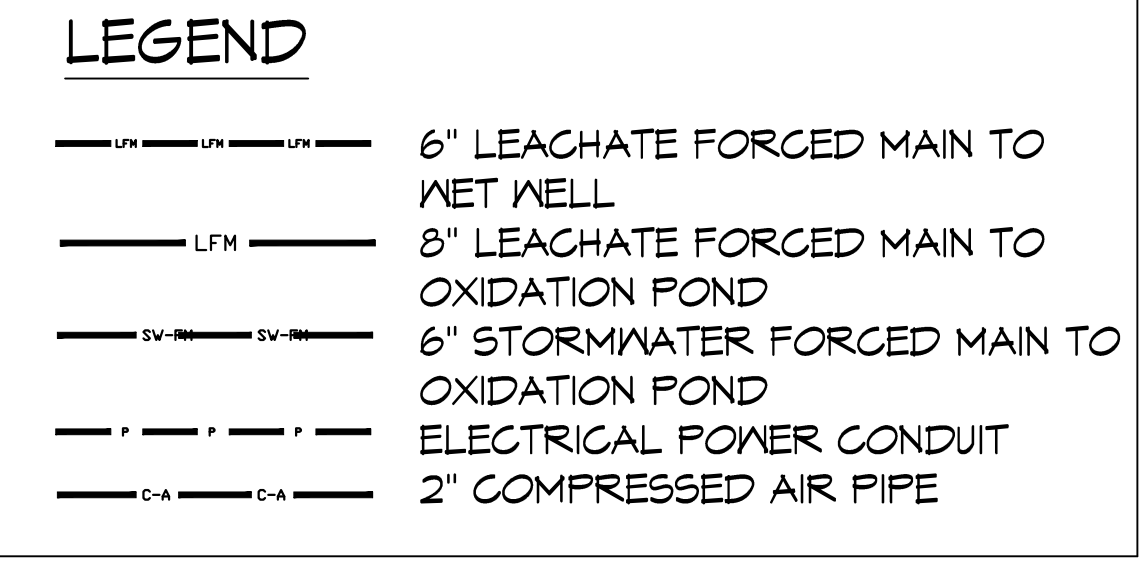 LEGEND
LFM LFM LFM 6" LEACHATE FORCED MAIN TO
WET WELL
LFM 8" LEACHATE FORCED MAIN TO
OXIDATION POND
SW-FM SW-FM 6" STORMWATER FORCED MAIN TO
OXIDATION POND
P P P ELECTRICAL POWER CONDUIT
C-A C-A 2" COMPRESSED AIR PIPE